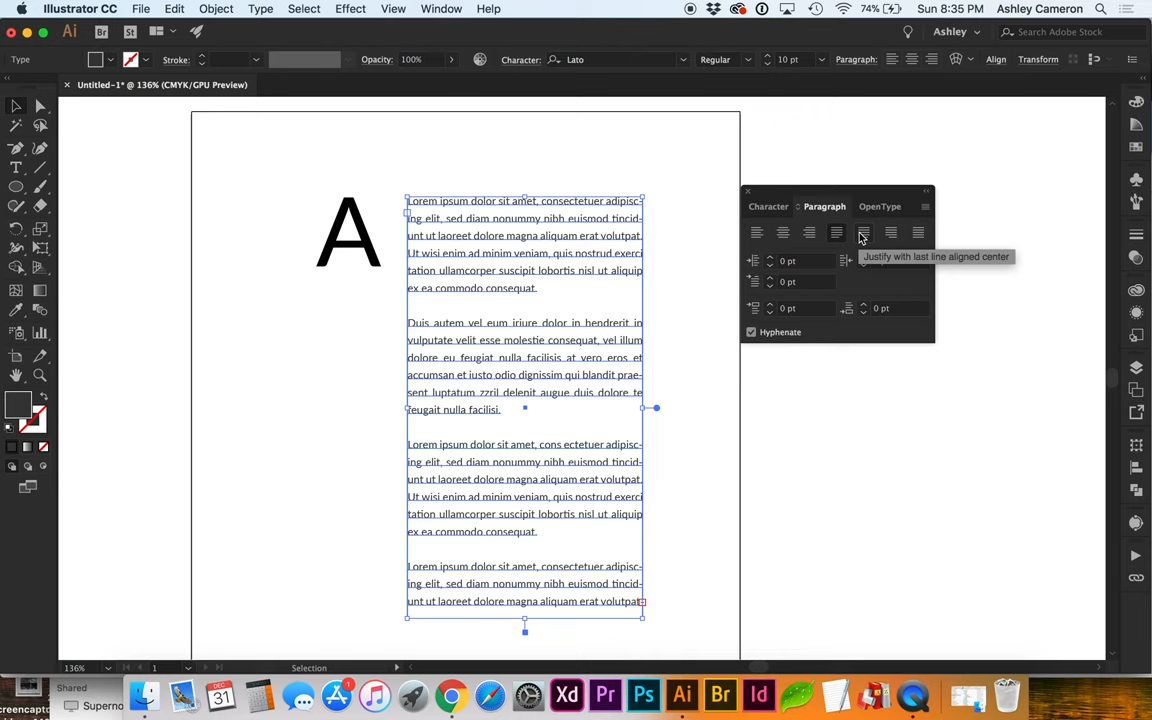 Illustrator CC File Edit Object Type Select Effect View Window Help 74% Sun 8:35 PM Ashley Cameron
Ai Br St Ashley Search Adobe Stock
Type Stroke: Opacity: 100% Character: Lato Regular 10 pt Paragraph: Align Transform
Untitled-1* @ 136% (CMYK/GPU Preview)
A
Lorem ipsum dolor sit amet, consectetuer adipisc-
ing elit, sed diam nonummy nibh euismod tincid-
unt ut laoreet dolore magna aliquam erat volutpat.
Ut wisi enim ad minim veniam, quis nostrud exerci
tation ullamcorper suscipit lobortis nisl ut aliquip
ex ea commodo consequat.
Duis autem vel eum iriure dolor in hendrerit in
vulputate velit esse molestie consequat, vel illum
dolore eu feugiat nulla facilisis at vero eros et
accumsan et iusto odio dignissim qui blandit prae-
sent luptatum zzril delenit augue duis dolore te
feugait nulla facilisi.
Lorem ipsum dolor sit amet, cons ectetuer adipisc-
ing elit, sed diam nonummy nibh euismod tincid-
unt ut laoreet dolore magna aliquam erat volutpat.
Ut wisi enim ad minim veniam, quis nostrud exerci
tation ullamcorper suscipit lobortis nisl ut aliquip
ex ea commodo consequat.
Lorem ipsum dolor sit amet, consectetuer adipisc-
ing elit, sed diam nonummy nibh euismod tincid-
unt ut laoreet dolore magna aliquam erat volutpat
Character Paragraph OpenType
Justify with last line aligned center
0 pt
0 pt
0 pt 0 pt
Hyphenate
136% 1 Selection
Shared
Superno
DEC
31
1
Xd Pr Ps Ai Br Id